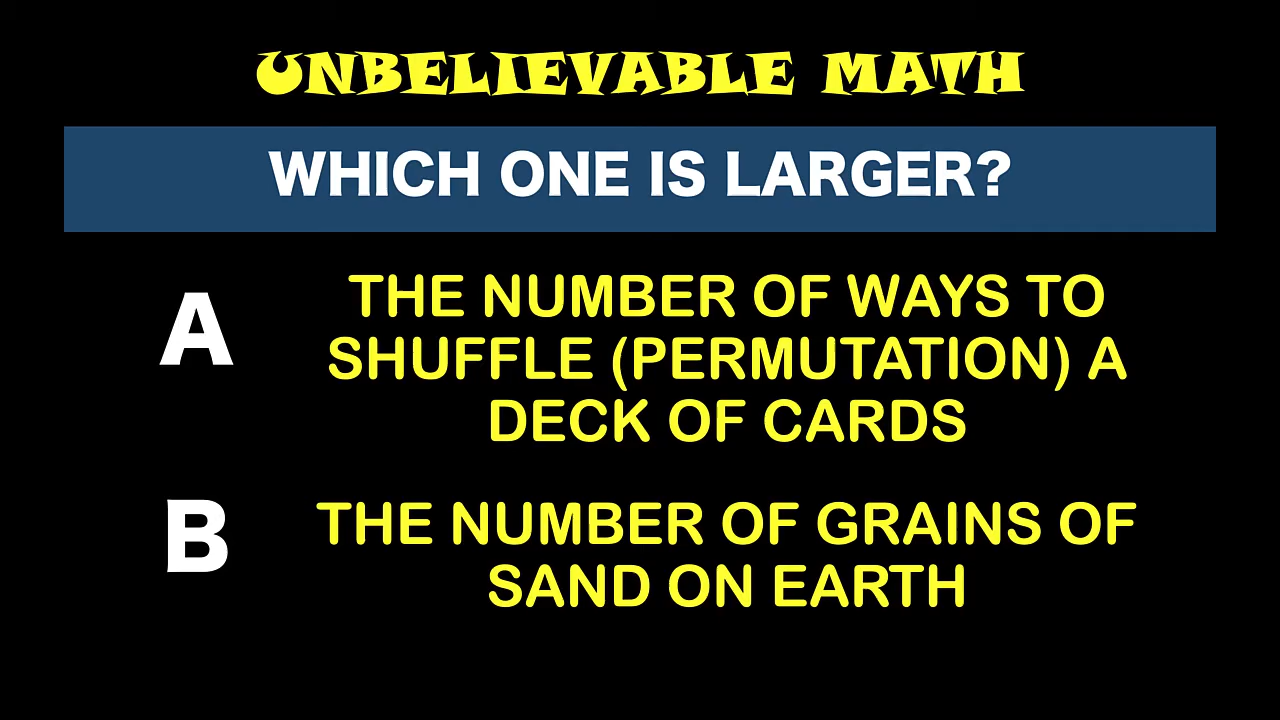 UNBELIEVABLE MATH
WHICH ONE IS LARGER?
A
THE NUMBER OF WAYS TO
SHUFFLE (PERMUTATION) A
DECK OF CARDS
B
THE NUMBER OF GRAINS OF
SAND ON EARTH